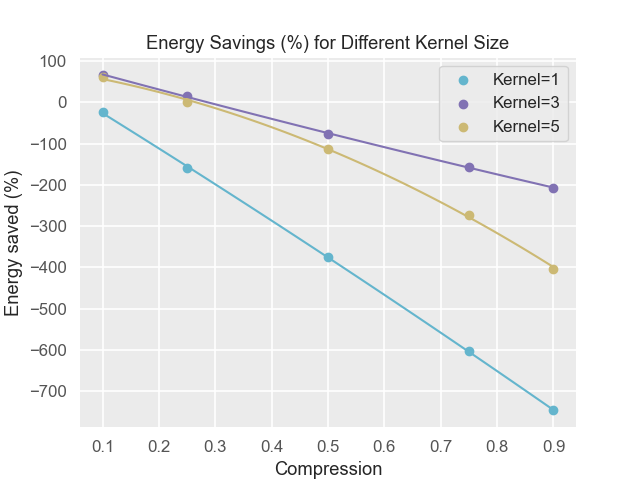 Energy Savings (%) for Different Kernel Size
Kernel=1
Kernel=3
Kernel=5
Energy saved (%)
100
0
−100
−200
−300
−400
−500
−600
−700
0.1 0.2 0.3 0.4 0.5 0.6 0.7 0.8 0.9
Compression